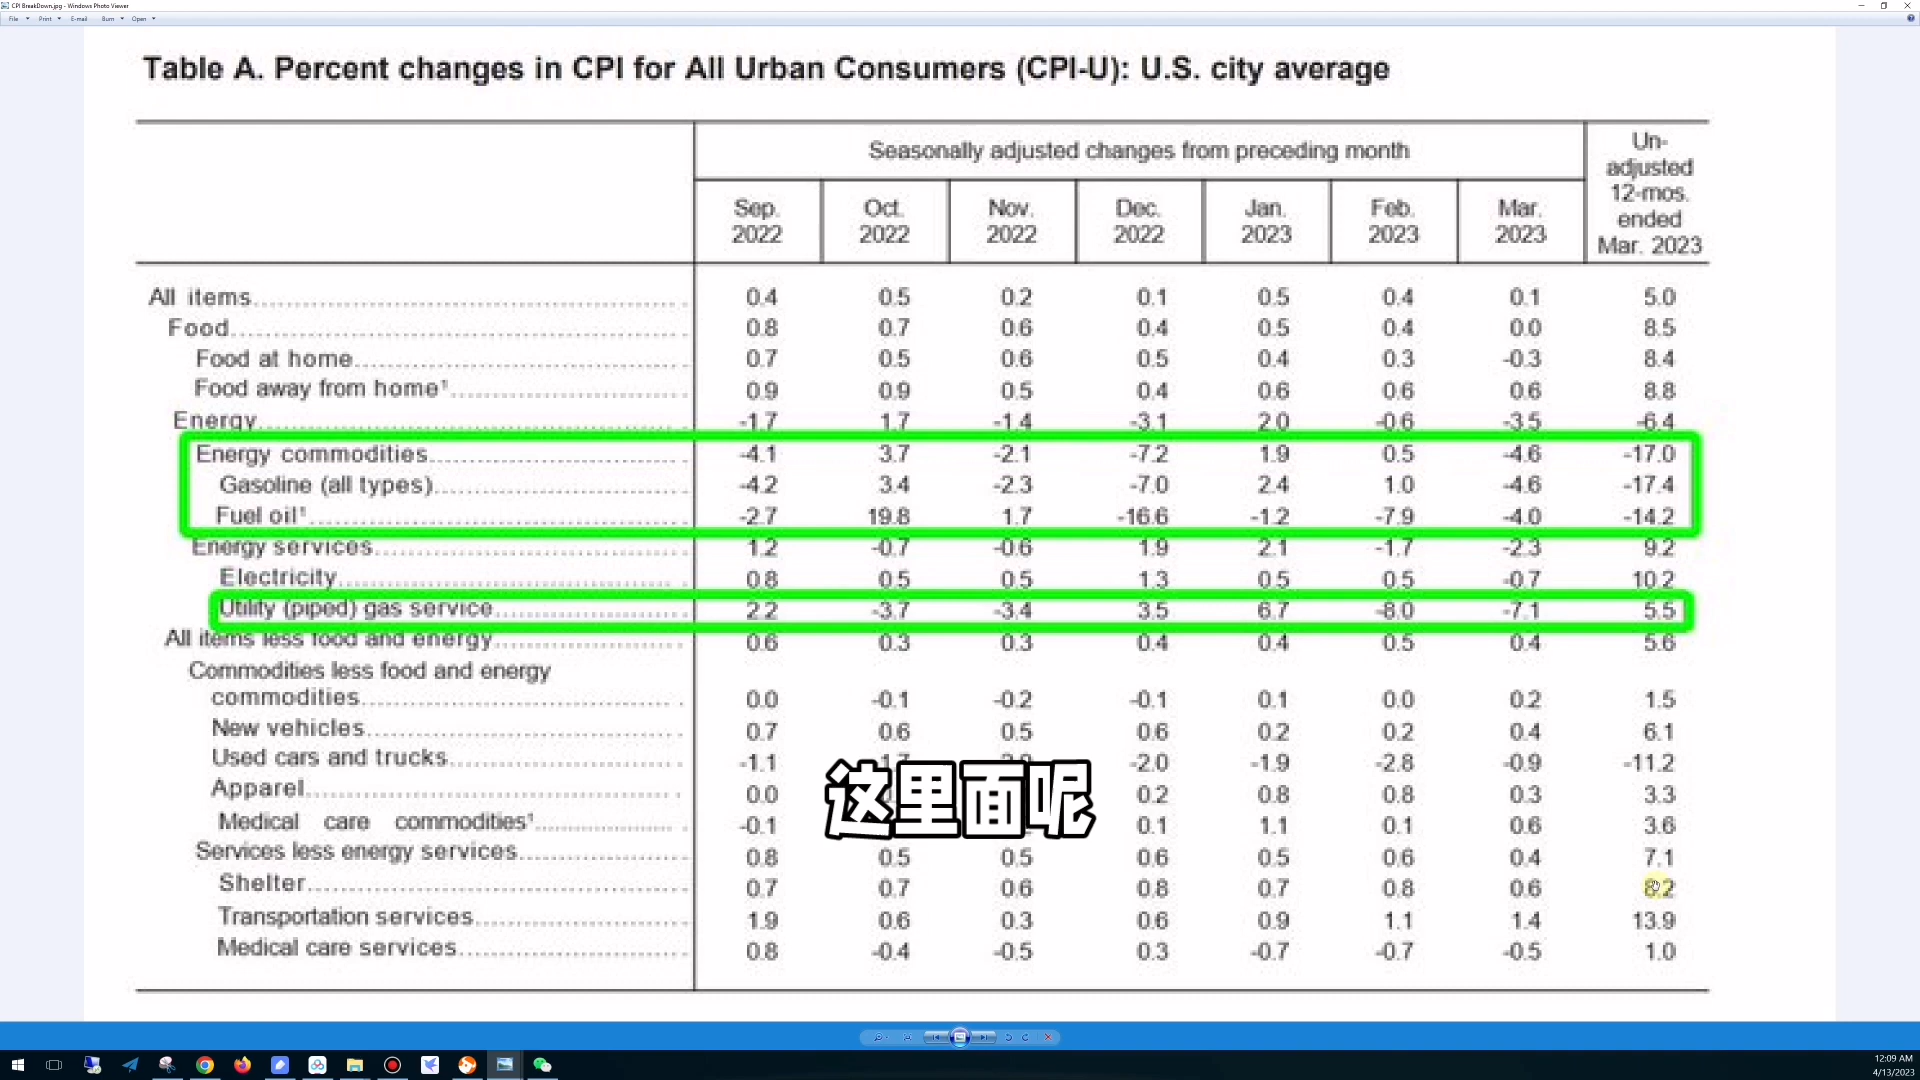 CPI BreakDown.jpg - Windows Photo Viewer
File Print E-mail Burn Open
Table A. Percent changes in CPI for All Urban Consumers (CPI-U): U.S. city average
Seasonally adjusted changes from preceding month
Un-
adjusted
12-mos.
ended
Mar. 2023
Sep. Oct. Nov. Dec. Jan. Feb. Mar.
2022 2022 2022 2022 2023 2023 2023
All items 0.4 0.5 0.2 0.1 0.5 0.4 0.1 5.0
Food 0.8 0.7 0.6 0.4 0.5 0.4 0.0 8.5
Food at home 0.7 0.5 0.6 0.5 0.4 0.3 -0.3 8.4
Food away from home¹ 0.9 0.9 0.5 0.4 0.6 0.6 0.6 8.8
Energy -1.7 1.7 -1.4 -3.1 2.0 -0.6 -3.5 -6.4
Energy commodities -4.1 3.7 -2.1 -7.2 1.9 0.5 -4.6 -17.0
Gasoline (all types) -4.2 3.4 -2.3 -7.0 2.4 1.0 -4.6 -17.4
Fuel oil¹ -2.7 19.8 1.7 -16.6 -1.2 -7.9 -4.0 -14.2
Energy services 1.2 -0.7 -0.6 1.9 2.1 -1.7 -2.3 9.2
Electricity 0.8 0.5 0.5 1.3 0.5 0.5 -0.7 10.2
Utility (piped) gas service 2.2 -3.7 -3.4 3.5 6.7 -8.0 -7.1 5.5
All items less food and energy 0.6 0.3 0.3 0.4 0.4 0.5 0.4 5.6
Commodities less food and energy
commodities 0.0 -0.1 -0.2 -0.1 0.1 0.0 0.2 1.5
New vehicles 0.7 0.6 0.5 0.6 0.2 0.2 0.4 6.1
Used cars and trucks -1.1 -2.0 -1.9 -2.8 -0.9 -11.2
Apparel 0.0 0.2 0.8 0.8 0.3 3.3
这里面呢
Medical care commodities¹ -0.1 0.1 1.1 0.1 0.6 3.6
Services less energy services 0.8 0.5 0.5 0.6 0.5 0.6 0.4 7.1
Shelter 0.7 0.7 0.6 0.8 0.7 0.8 0.6 8.2
Transportation services 1.9 0.6 0.3 0.6 0.9 1.1 1.4 13.9
Medical care services 0.8 -0.4 -0.5 0.3 -0.7 -0.7 -0.5 1.0
12:09 AM
4/13/2023